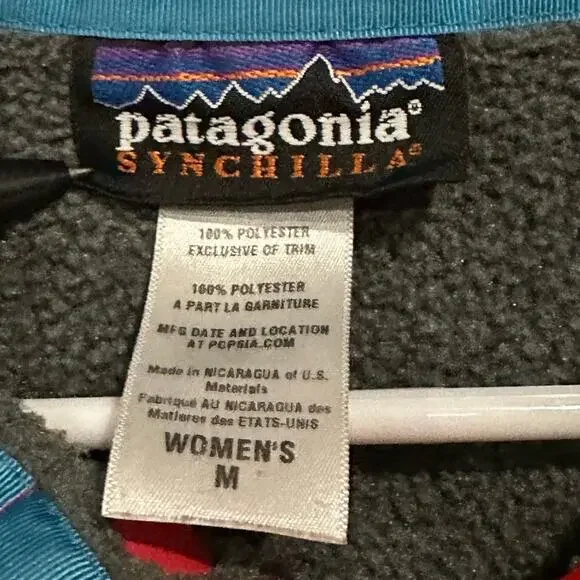 patagonia®
SYNCHILLA®
100% POLYESTER
EXCLUSIVE OF TRIM
100% POLYESTER
A PART LA GARNITURE
MFG DATE AND LOCATION
AT PCPSIA.COM
Made in NICARAGUA of U.S.
Materials
Fabriqué AU NICARAGUA des
Matieres des ETATS-UNIS
WOMEN'S
M